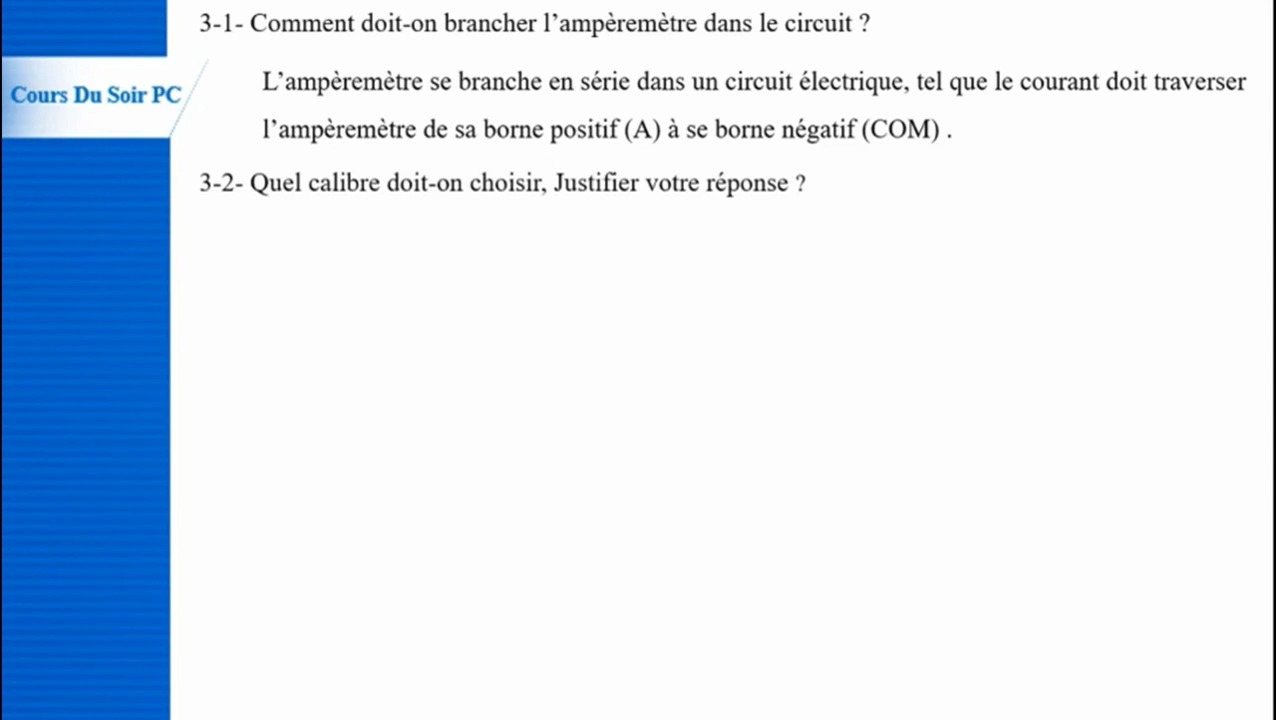 3-1- Comment doit-on brancher l’ampèremètre dans le circuit ?
Cours Du Soir PC
L’ampèremètre se branche en série dans un circuit électrique, tel que le courant doit traverser
l’ampèremètre de sa borne positif (A) à se borne négatif (COM) .
3-2- Quel calibre doit-on choisir, Justifier votre réponse ?